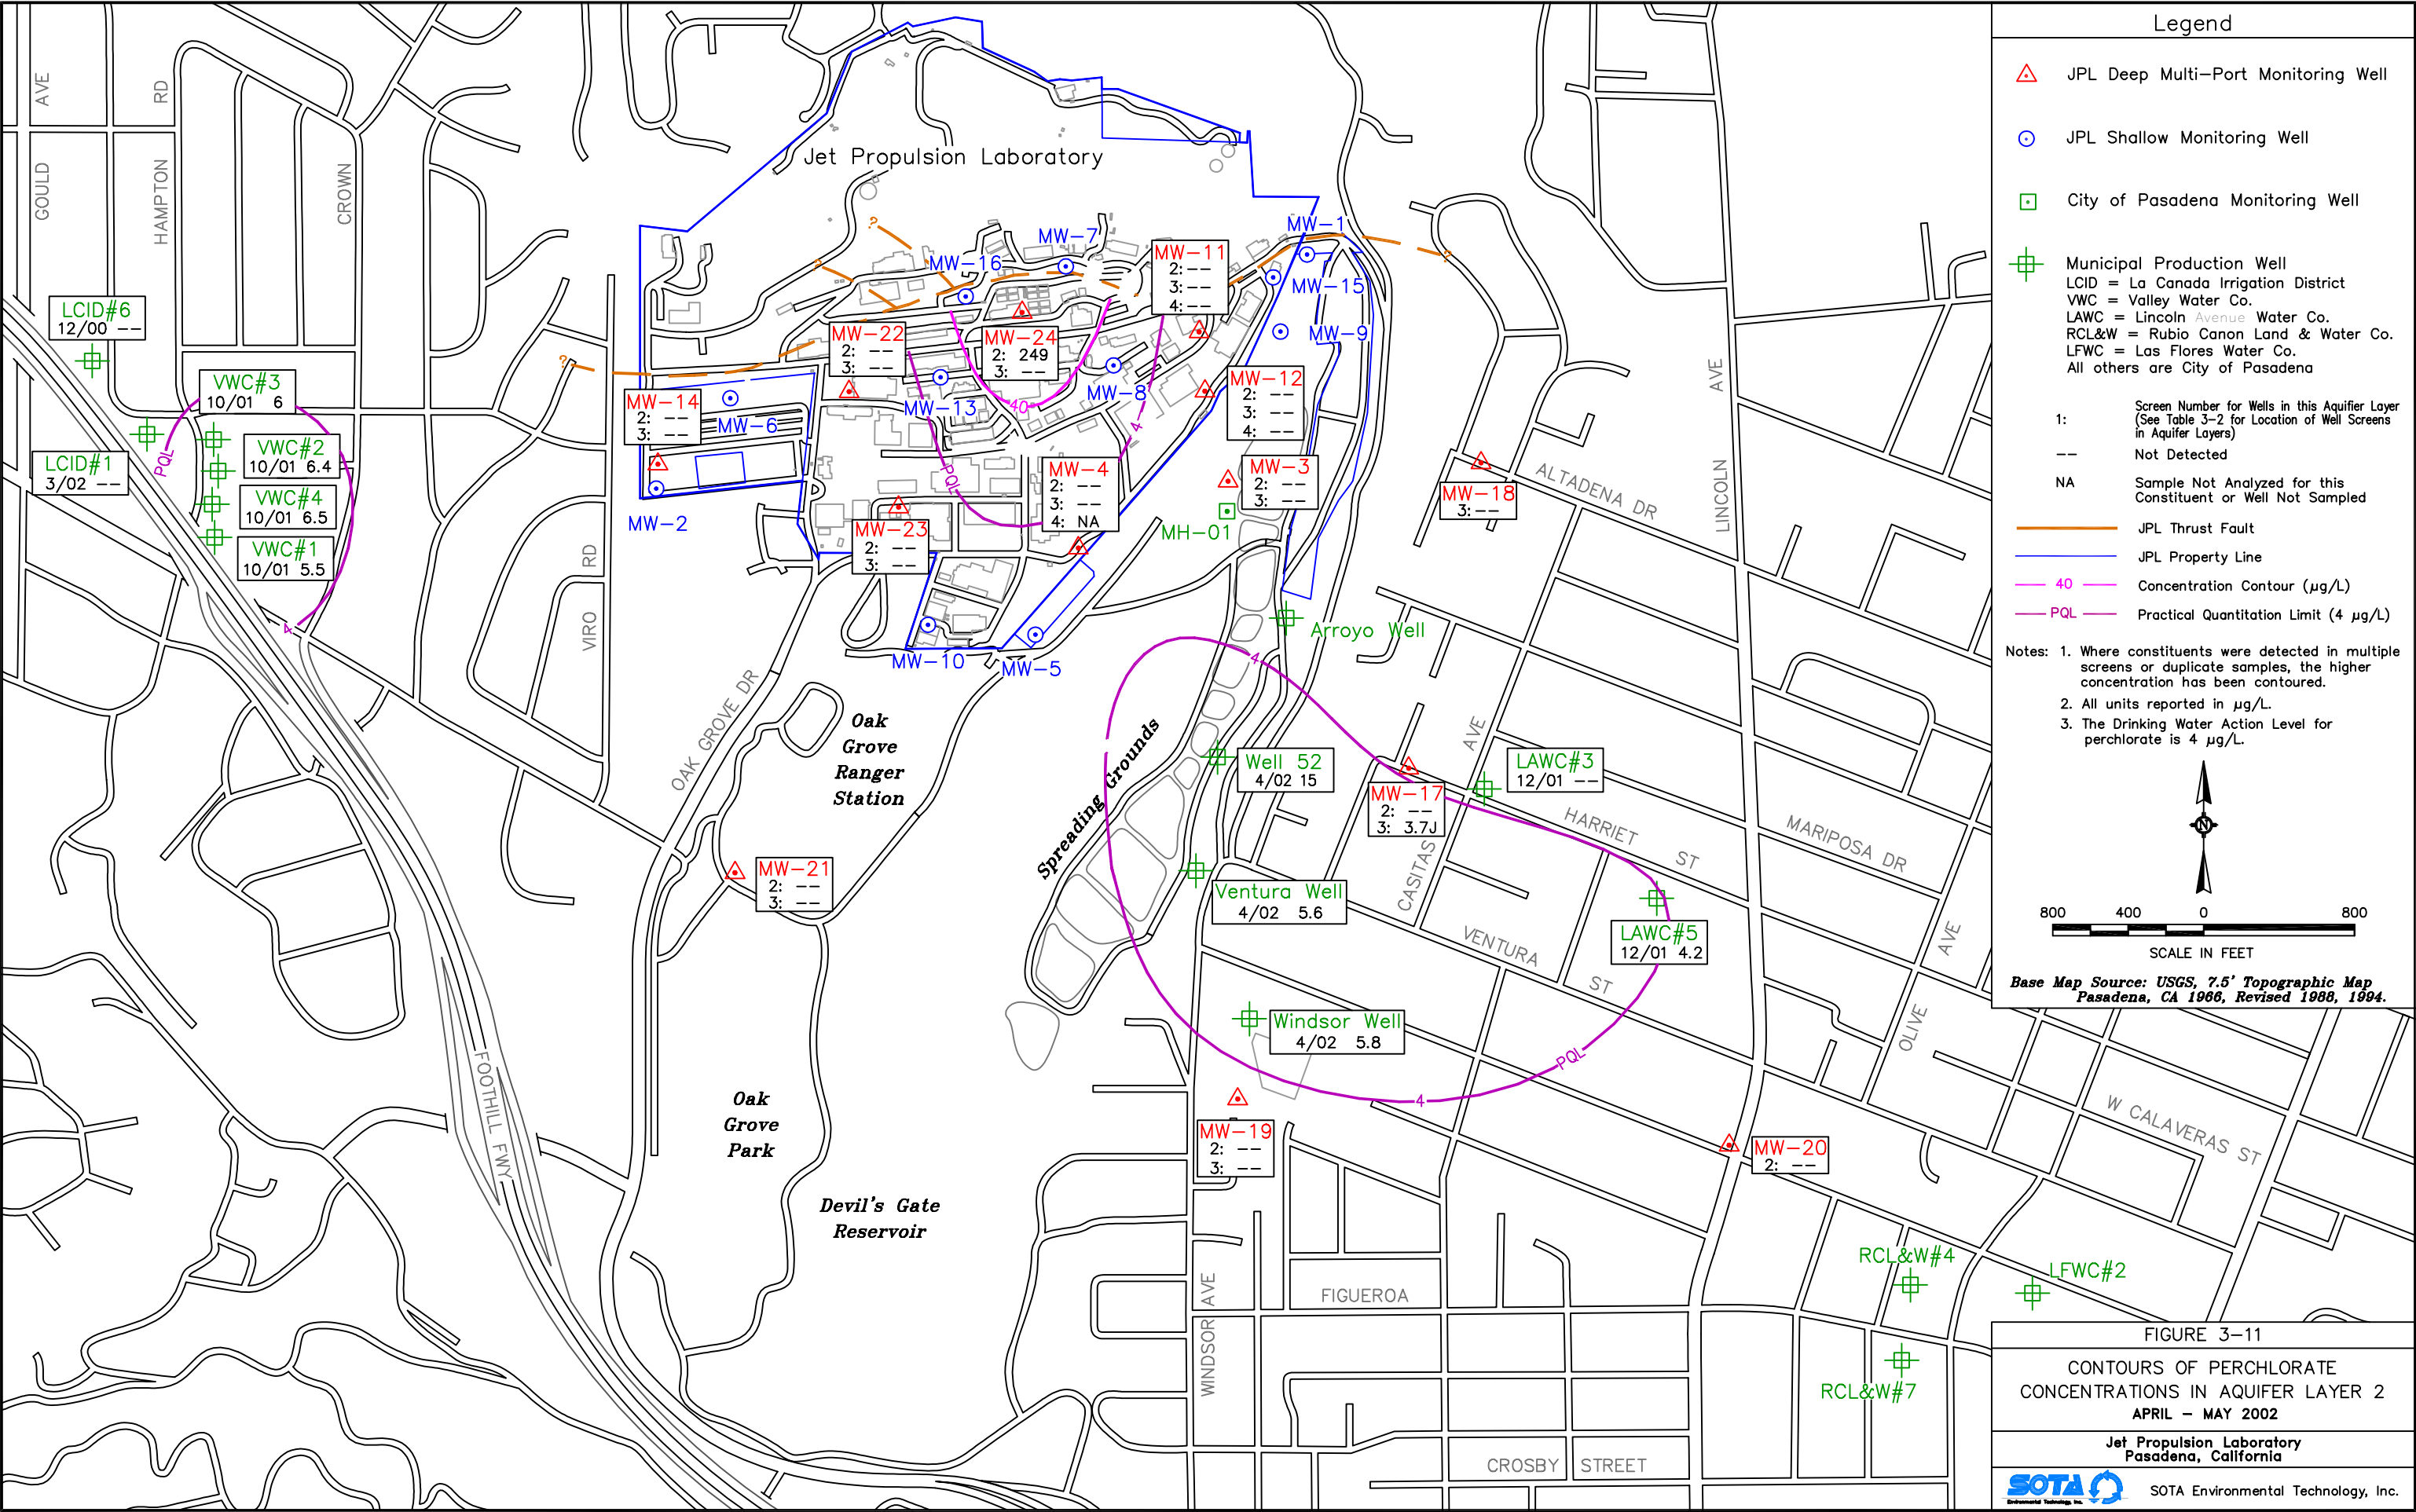 Jet Propulsion Laboratory
GOULD
AVE
HAMPTON
RD
CROWN
VIRO RD
OAK GROVE DR
FOOTHILL FWY
LCID#6
12/00 --
LCID#1
3/02 --
VWC#3
10/01 6
VWC#2
10/01 6.4
VWC#4
10/01 6.5
VWC#1
10/01 5.5
PQL
4
?
?
?
?
MW-7
MW-16
MW-1
MW-15
MW-9
MW-11
2:--
3:--
4:--
MW-22
2: --
3: --
MW-24
2: 249
3: --
MW-12
2: --
3: --
4: --
MW-14
2: --
3: --
MW-13
MW-8
MW-6
MW-2
40
4
PQL
MW-4
2: --
3: --
4: NA
MW-3
2: --
3: --
MH-01
MW-23
2: --
3: --
MW-10
MW-5
MW-18
3:--
ALTADENA DR
LINCOLN
AVE
Arroyo Well
4
Oak
Grove
Ranger
Station
Spreading Grounds
Well 52
4/02 15
MW-17
2: --
3: 3.7J
LAWC#3
12/01 --
AVE
CASITAS
HARRIET
ST
MARIPOSA DR
MW-21
2: --
3: --
Ventura Well
4/02 5.6
VENTURA
ST
LAWC#5
12/01 4.2
Windsor Well
4/02 5.8
PQL
4
OLIVE
AVE
W CALAVERAS ST
Oak
Grove
Park
MW-19
2: --
3: --
MW-20
2: --
Devil's Gate
Reservoir
WINDSOR AVE
FIGUEROA
CROSBY STREET
RCL&W#4
LFWC#2
RCL&W#7
Legend
JPL Deep Multi-Port Monitoring Well
JPL Shallow Monitoring Well
City of Pasadena Monitoring Well
Municipal Production Well
LCID = La Canada Irrigation District
VWC = Valley Water Co.
LAWC = Lincoln Avenue Water Co.
RCL&W = Rubio Canon Land & Water Co.
LFWC = Las Flores Water Co.
All others are City of Pasadena
1: Screen Number for Wells in this Aquifer Layer
(See Table 3-2 for Location of Well Screens
in Aquifer Layers)
-- Not Detected
NA Sample Not Analyzed for this
Constituent or Well Not Sampled
JPL Thrust Fault
JPL Property Line
40 Concentration Contour (µg/L)
PQL Practical Quantitation Limit (4 µg/L)
Notes: 1. Where constituents were detected in multiple
screens or duplicate samples, the higher
concentration has been contoured.
2. All units reported in µg/L.
3. The Drinking Water Action Level for
perchlorate is 4 µg/L.
N
800 400 0 800
SCALE IN FEET
Base Map Source: USGS, 7.5' Topographic Map
Pasadena, CA 1966, Revised 1988, 1994.
FIGURE 3-11
CONTOURS OF PERCHLORATE
CONCENTRATIONS IN AQUIFER LAYER 2
APRIL - MAY 2002
Jet Propulsion Laboratory
Pasadena, California
SOTA
Environmental Technology, Inc.
SOTA Environmental Technology, Inc.